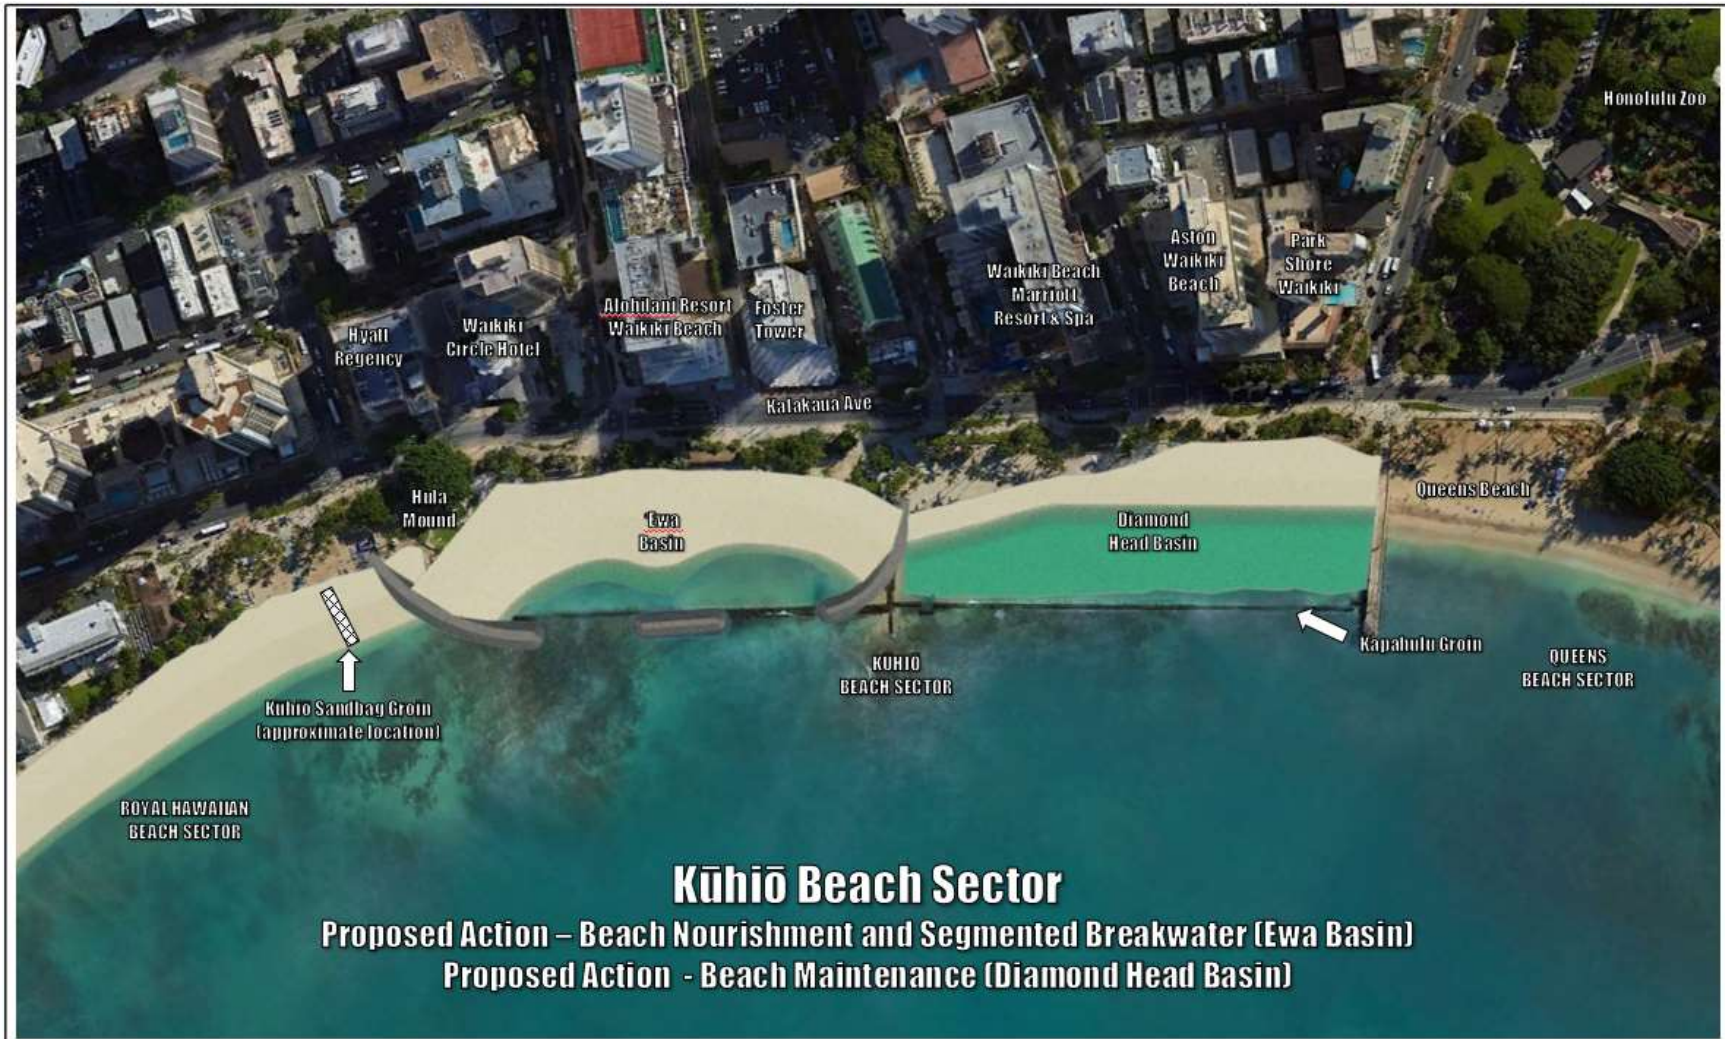 Honolulu Zoo
Aston
Waikiki
Beach
Park
Shore
Waikiki
Waikiki Beach
Marriott
Resort & Spa
Alohilani Resort
Waikiki Beach
Foster
Tower
Waikiki
Circle Hotel
Hyatt
Regency
Kalakaua Ave
Hula
Mound
'Ewa
Basin
Diamond
Head Basin
Queens Beach
Kapahulu Groin
KUHIO
BEACH SECTOR
QUEENS
BEACH SECTOR
Kuhio Sandbag Groin
(approximate location)
ROYAL HAWAIIAN
BEACH SECTOR
Kūhiō Beach Sector
Proposed Action – Beach Nourishment and Segmented Breakwater (Ewa Basin)
Proposed Action - Beach Maintenance (Diamond Head Basin)